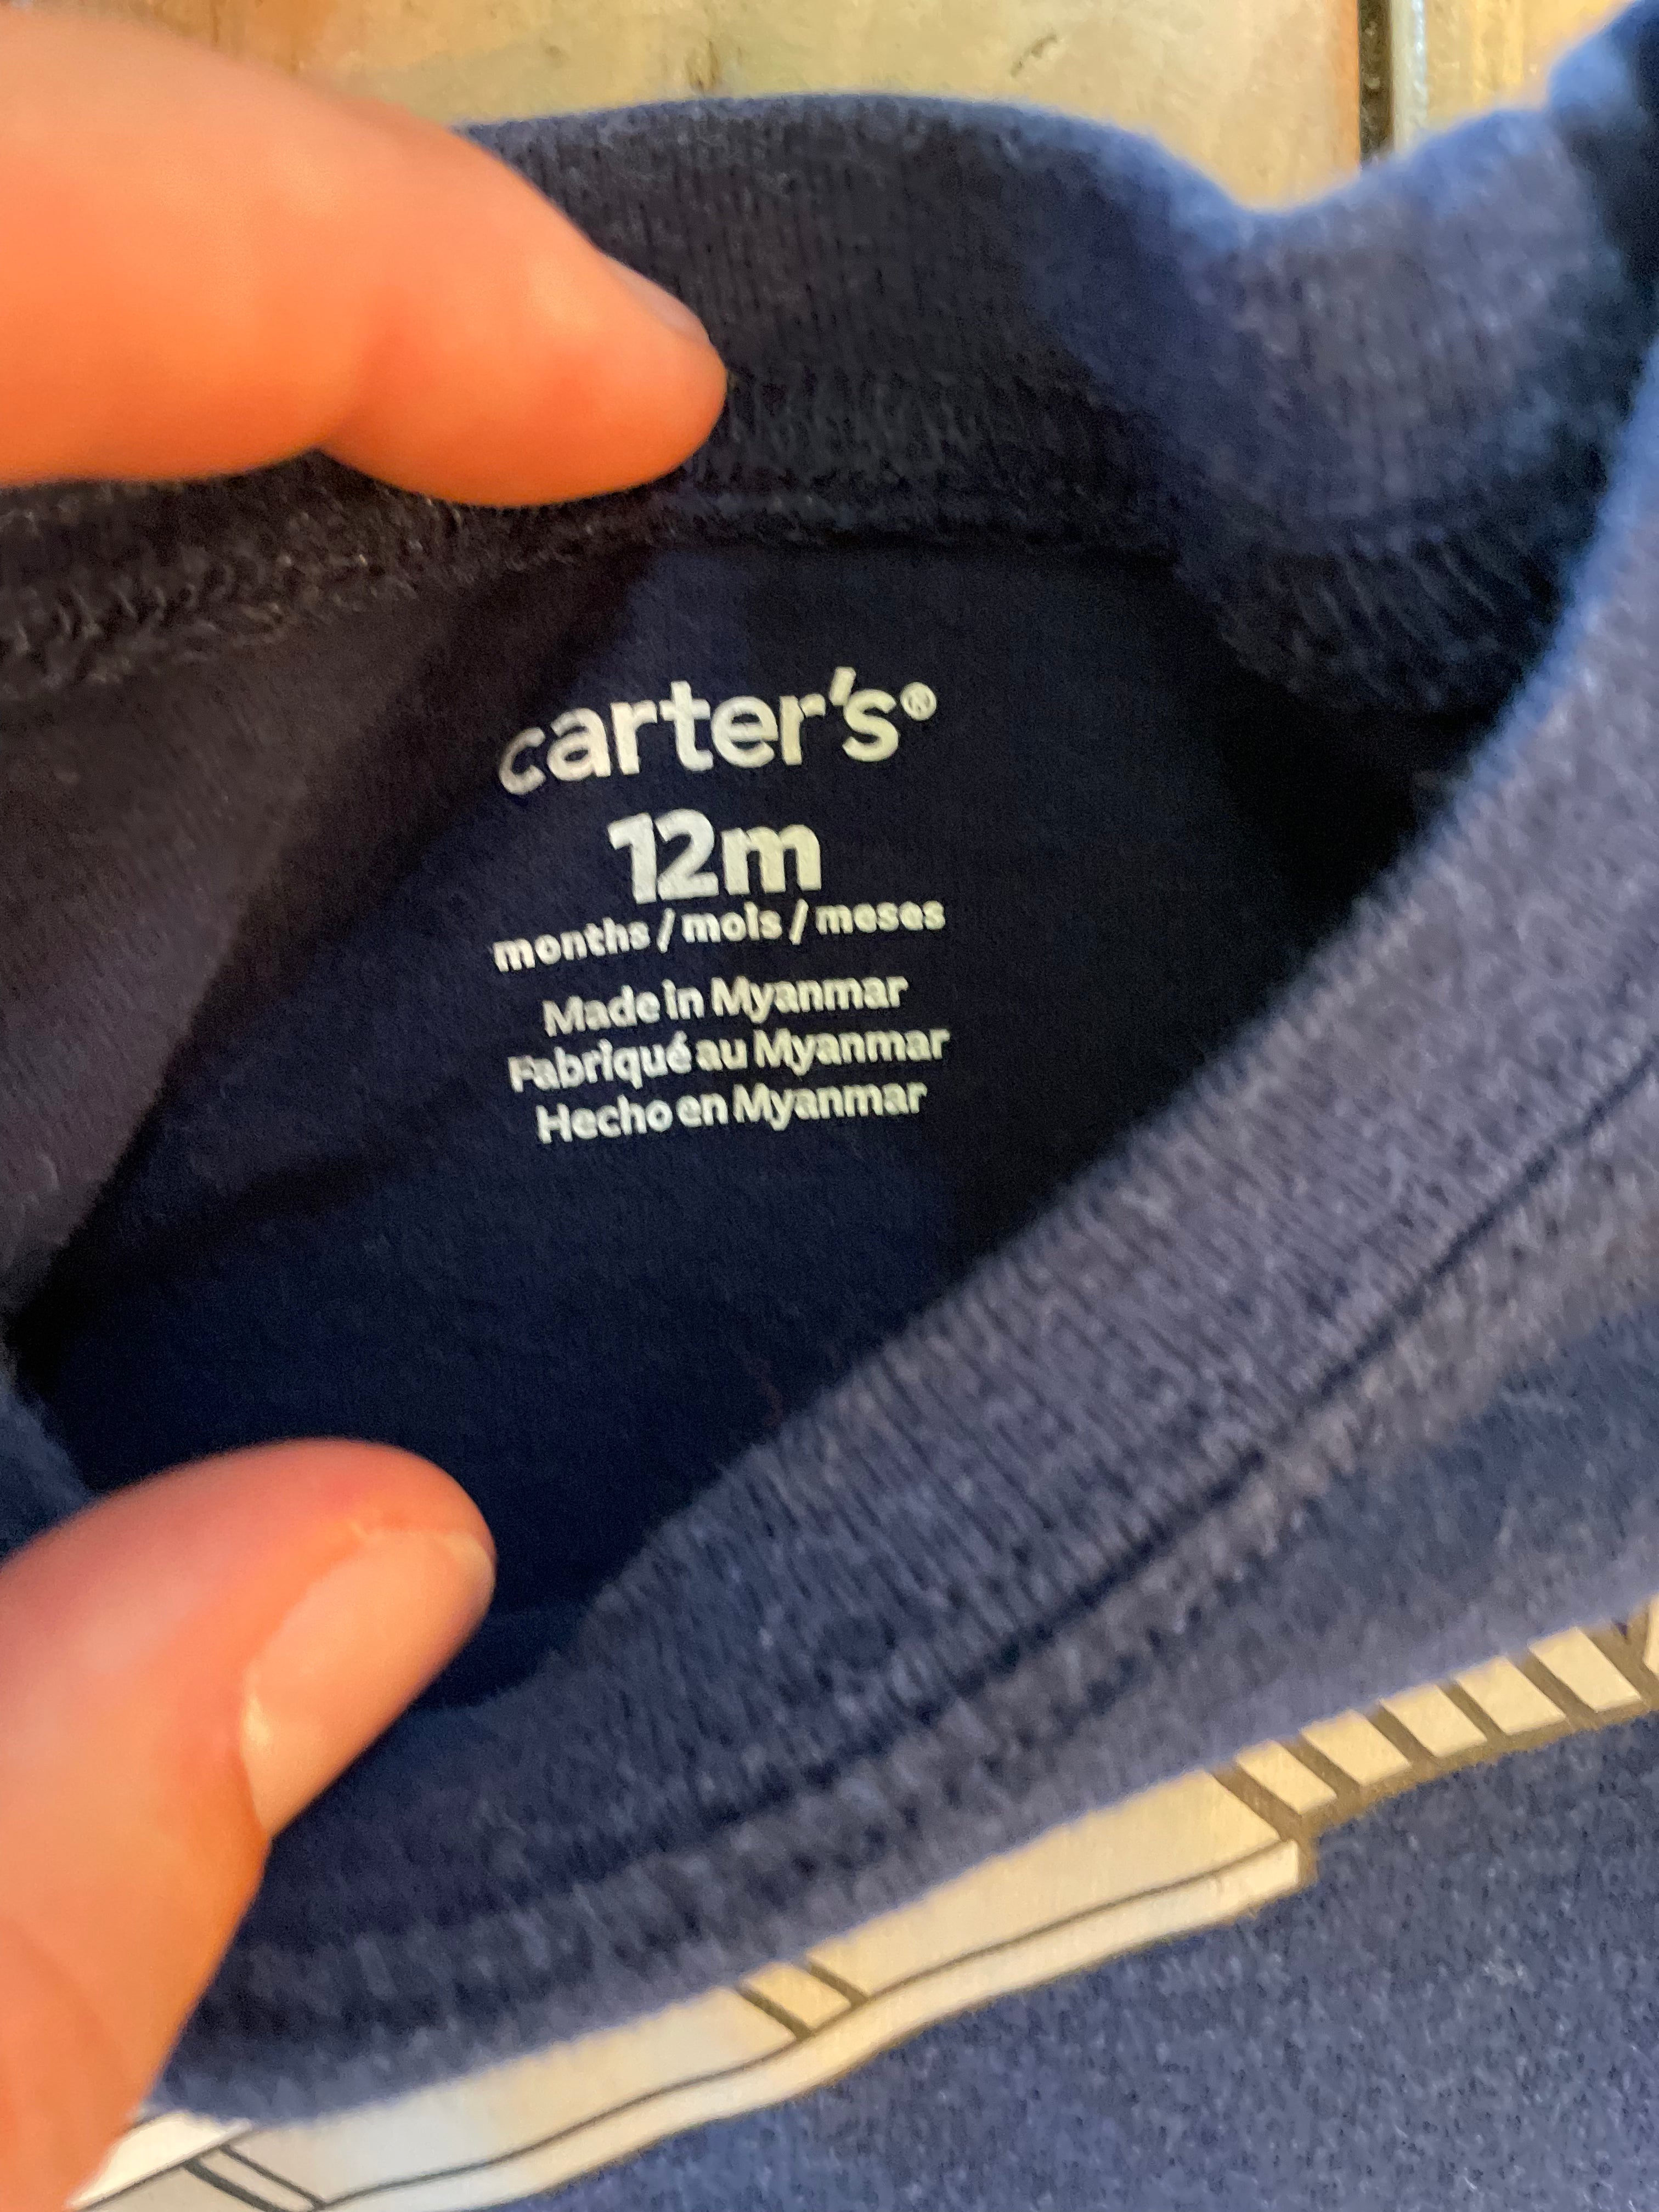 carter's®
12m
months / mois / meses
Made in Myanmar
Fabriqué au Myanmar
Hecho en Myanmar